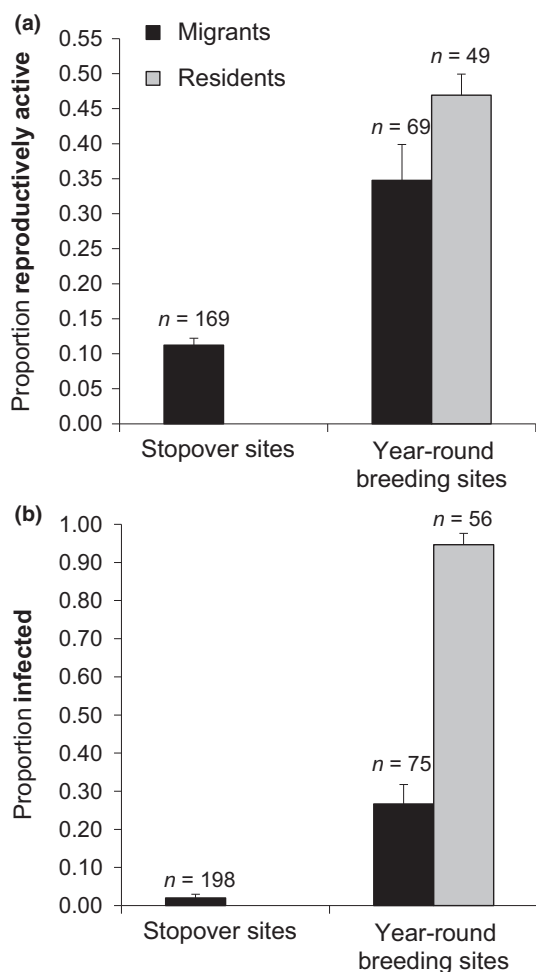 (a)
Proportion reproductively active
0.55
0.50
0.45
0.40
0.35
0.30
0.25
0.20
0.15
0.10
0.05
0.00
Migrants
Residents
n = 169
n = 69
n = 49
Stopover sites
Year-round
breeding sites
(b)
Proportion infected
1.00
0.90
0.80
0.70
0.60
0.50
0.40
0.30
0.20
0.10
0.00
n = 198
n = 75
n = 56
Stopover sites
Year-round
breeding sites